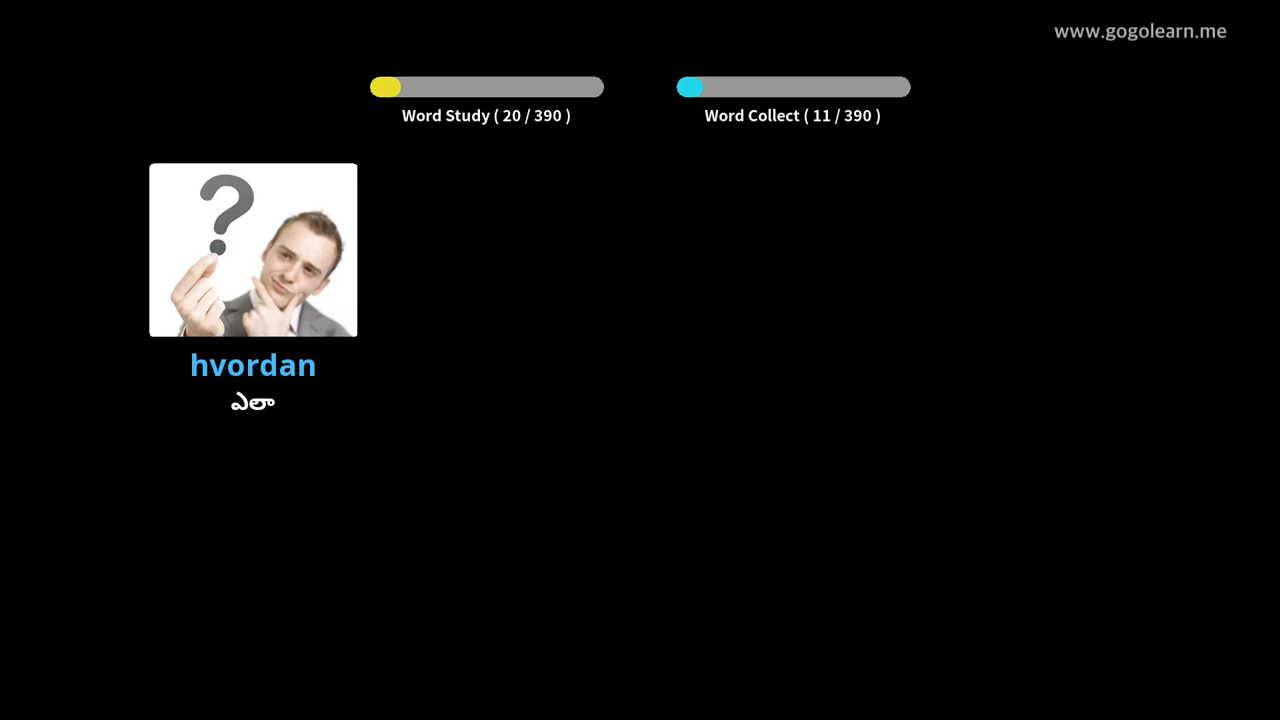 www.gogolearn.me
Word Study ( 20 / 390 )
Word Collect ( 11 / 390 )
?
hvordan
ఎలా